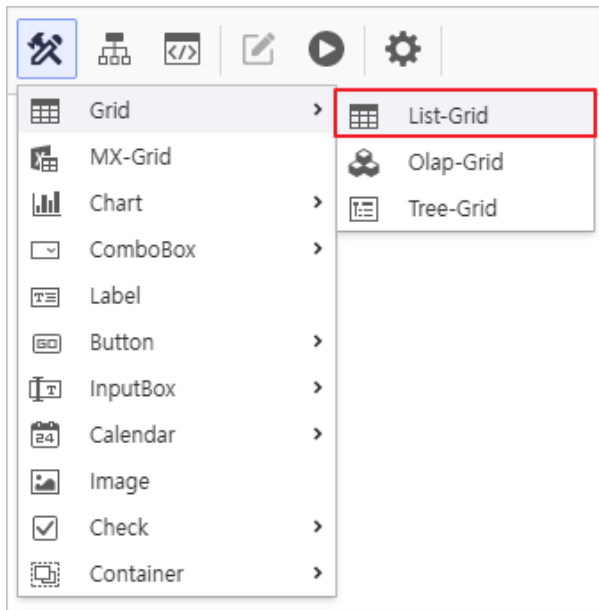 Grid
List-Grid
MX-Grid
Olap-Grid
Chart
Tree-Grid
ComboBox
Label
Button
InputBox
Calendar
Image
Check
Container